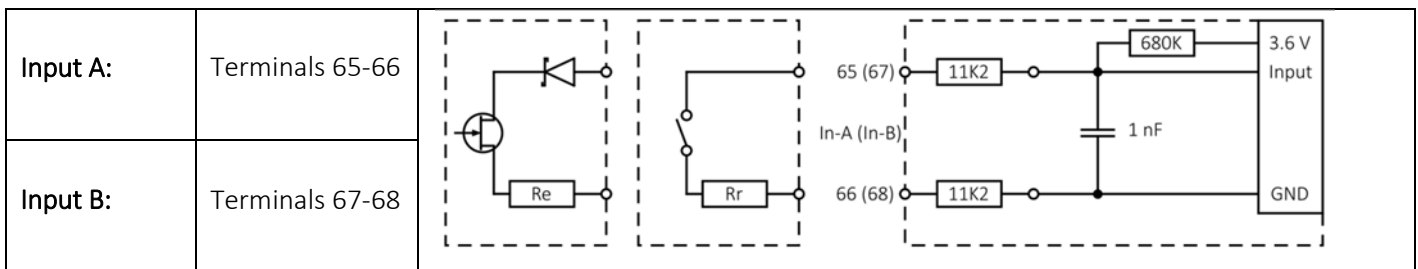 Input A:
Terminals 65-66
Input B:
Terminals 67-68
Re
Rr
65 (67)
In-A (In-B)
66 (68)
11K2
11K2
680K
1 nF
3.6 V
Input
GND